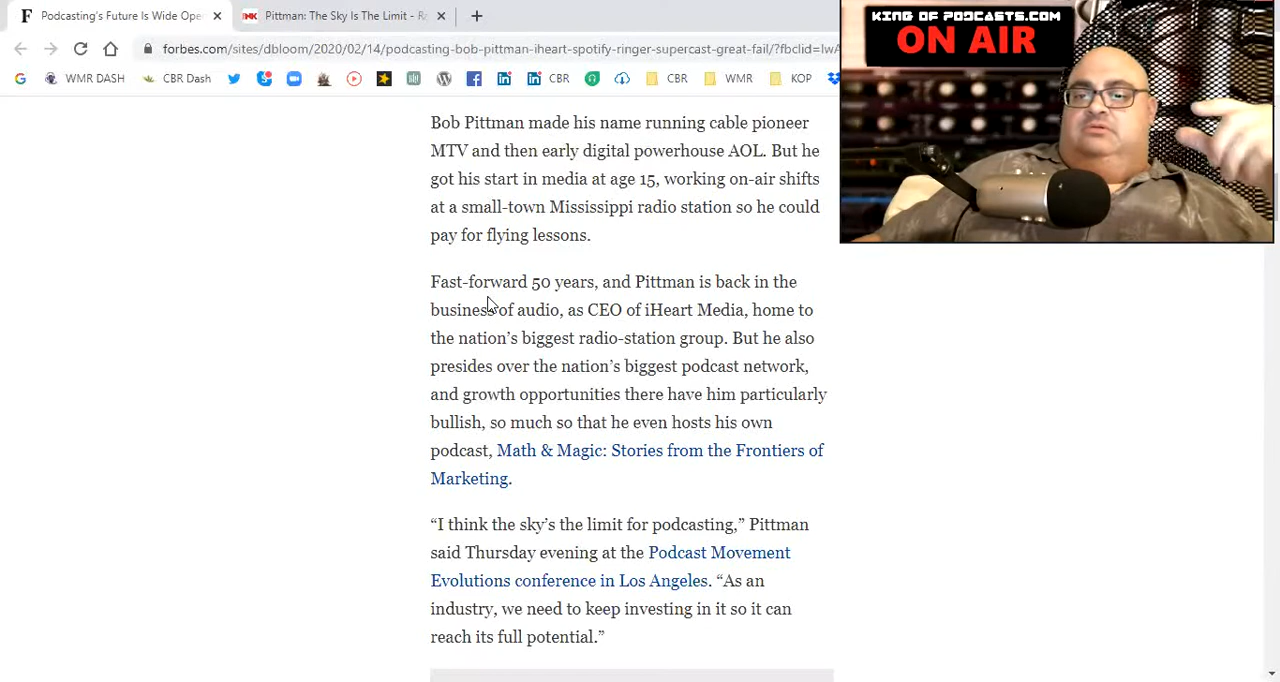 Podcasting's Future Is Wide Ope
Pittman: The Sky Is The Limit - R
forbes.com/sites/dbloom/2020/02/14/podcasting-bob-pittman-iheart-spotify-ringer-supercast-great-fail/?fbclid=IwA
WMR DASH
CBR Dash
CBR
CBR
WMR
KOP
KING OF PODCASTS.COM
ON AIR
Bob Pittman made his name running cable pioneer
MTV and then early digital powerhouse AOL. But he
got his start in media at age 15, working on-air shifts
at a small-town Mississippi radio station so he could
pay for flying lessons.
Fast-forward 50 years, and Pittman is back in the
business of audio, as CEO of iHeart Media, home to
the nation's biggest radio-station group. But he also
presides over the nation's biggest podcast network,
and growth opportunities there have him particularly
bullish, so much so that he even hosts his own
podcast, Math & Magic: Stories from the Frontiers of
Marketing.
“I think the sky's the limit for podcasting,” Pittman
said Thursday evening at the Podcast Movement
Evolutions conference in Los Angeles. “As an
industry, we need to keep investing in it so it can
reach its full potential.”